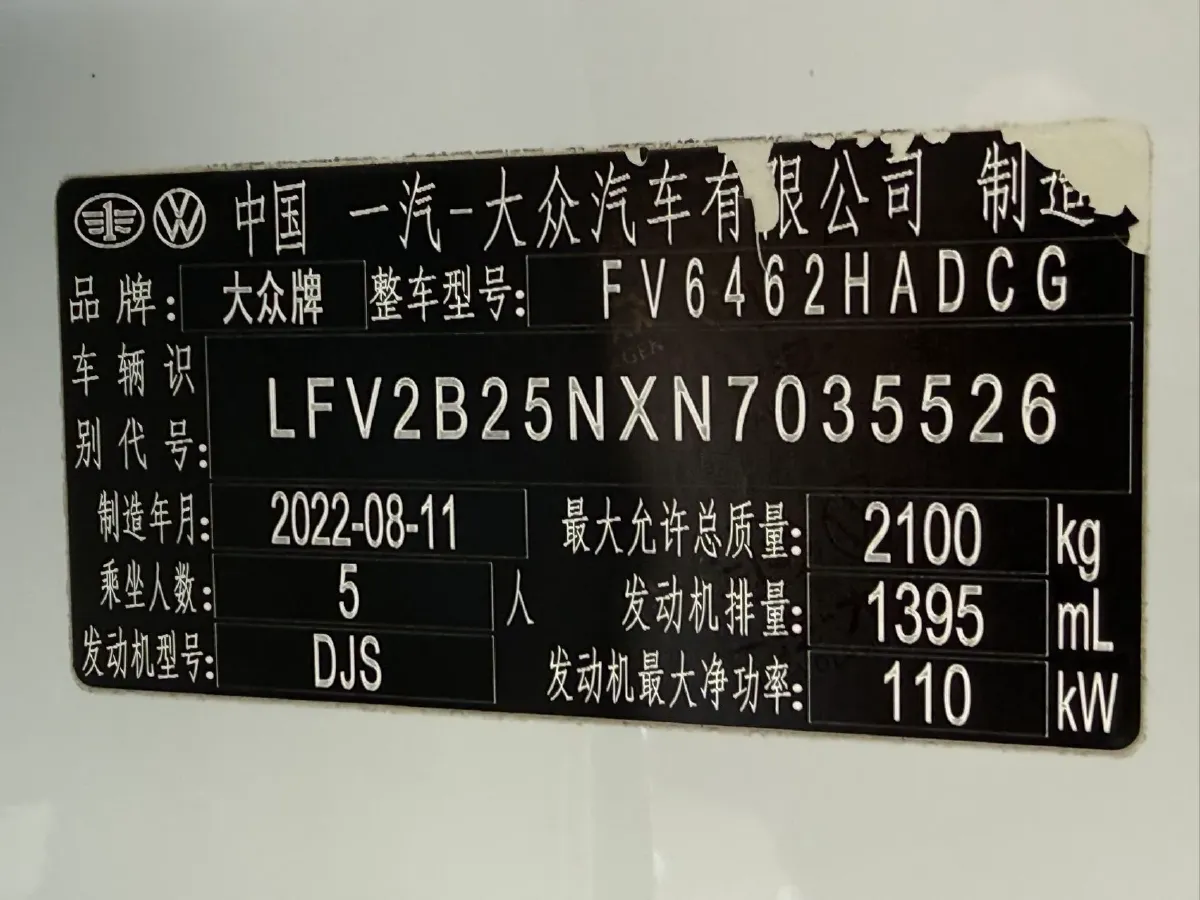 中国 一汽-大众汽车有限公司 制造
品牌: 大众牌 整车型号: FV6462HADCG
车辆识别代号: LFV2B25NXN7035526
制造年月: 2022-08-11 最大允许总质量: 2100 kg
乘坐人数: 5 人 发动机排量: 1395 mL
发动机型号: DJS 发动机最大净功率: 110 kW